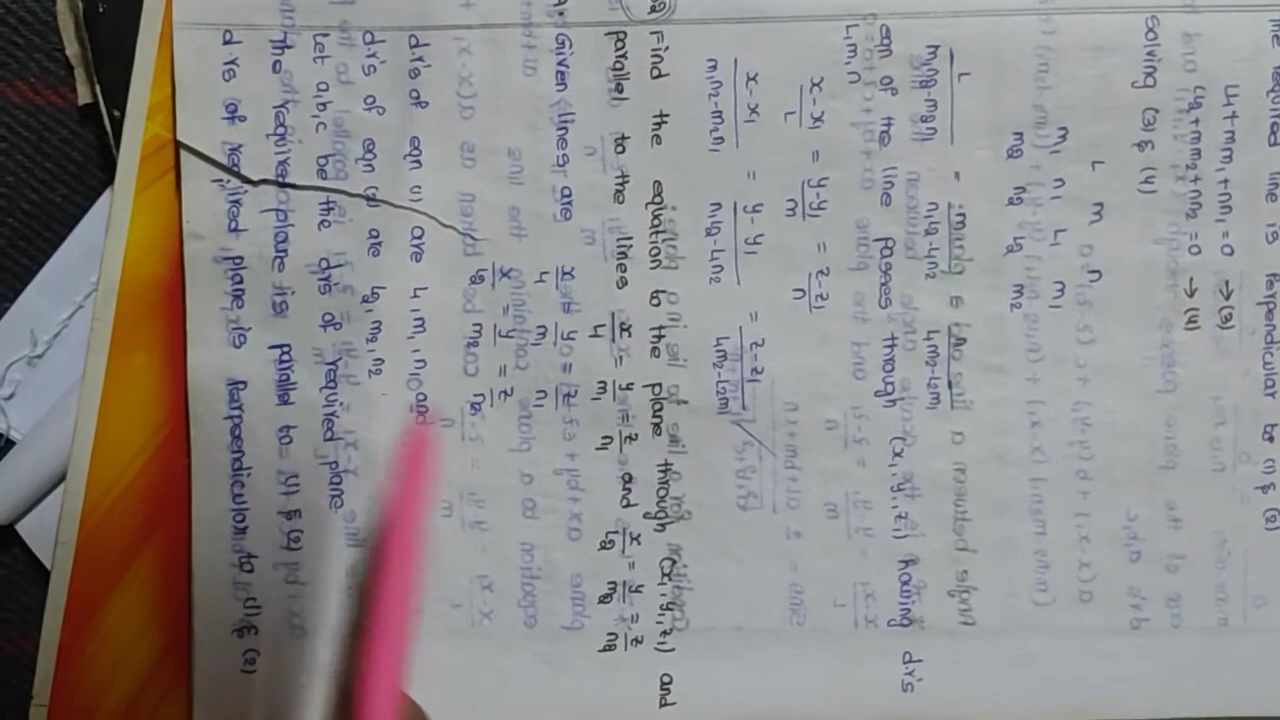 required line is perpendicular to (1) & (2)
Ll1 + mm1 + nn1 = 0 → (3)
Ll2 + mm2 + nn2 = 0 → (4)
solving (3) & (4)
L m n
m1 n1 L1 m1
m2 n2 L2 m2
L/(m1n2-m2n1) = m/(n1L2-L1n2) = n/(L1m2-L2m1)
eqn of the line passes through (x1, y1, z1) having d.r's
L, m, n
(x-x1)/L = (y-y1)/m = (z-z1)/n
(x-x1)/(m1n2-m2n1) = (y-y1)/(n1L2-L1n2) = (z-z1)/(L1m2-L2m1)
Find the equation to the plane through (x1, y1, z1) and
parallel to the lines x/L1 = y/m1 = z/n1 and x/L2 = y/m2 = z/n2
A: Given lines are x/L1 = y/m1 = z/n1
x/L2 = y/m2 = z/n2
d.r's of eqn (1) are L1, m1, n1 and
d.r's of eqn (2) are L2, m2, n2
Let a, b, c be the d.r's of required plane.
The required plane is parallel to (1) & (2)
d.r's of required plane is perpendicular to (1) & (2)